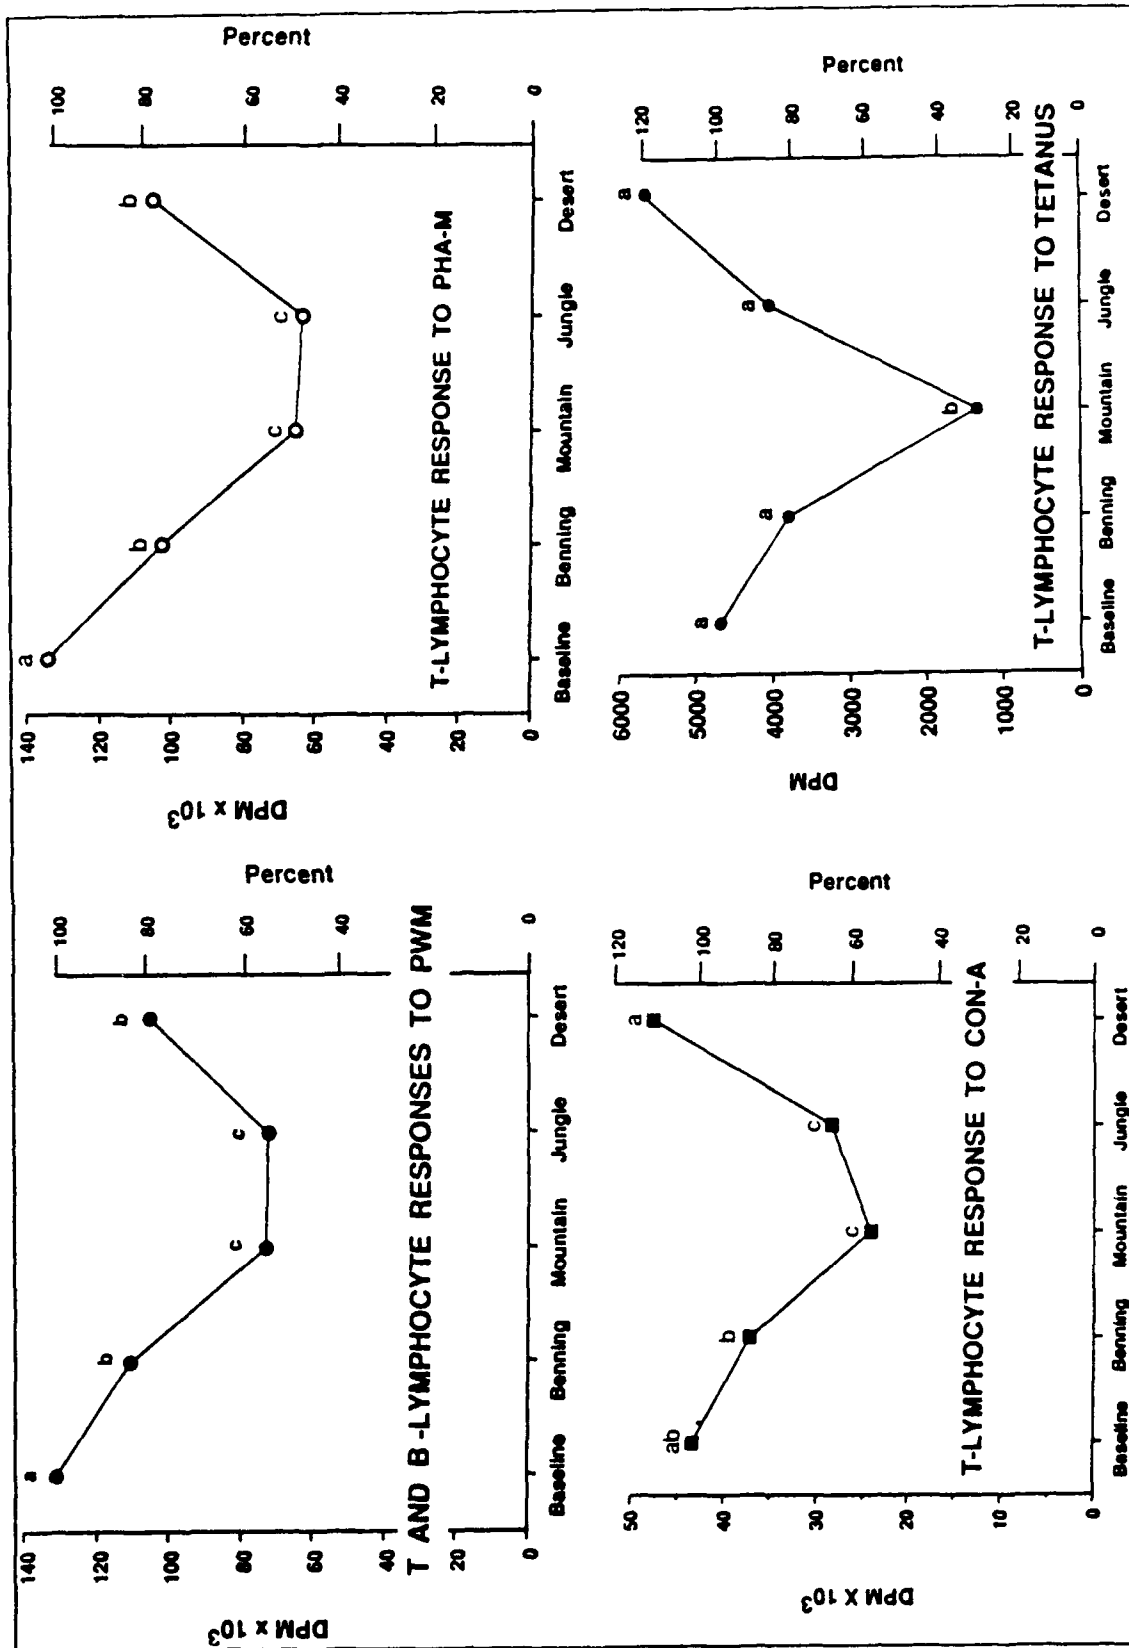 T AND B-LYMPHOCYTE RESPONSES TO PWM
DPM x 10³
140
120
100
80
60
20
0
a
b
c
c
b
Baseline Benning Mountain Jungle Desert
100
80
60
40
0
Percent
T-LYMPHOCYTE RESPONSE TO PHA-M
DPM x 10³
140
120
100
80
60
40
20
0
a
b
c
c
b
Baseline Benning Mountain Jungle Desert
100
80
60
40
20
0
Percent
T-LYMPHOCYTE RESPONSE TO CON-A
DPM X 10³
50
40
30
20
10
0
ab
b
c
c
a
Baseline Benning Mountain Jungle Desert
120
100
80
60
40
20
0
Percent
T-LYMPHOCYTE RESPONSE TO TETANUS
DPM
6000
5000
4000
3000
2000
1000
0
a
a
b
a
a
Baseline Benning Mountain Jungle Desert
120
100
80
60
40
20
0
Percent